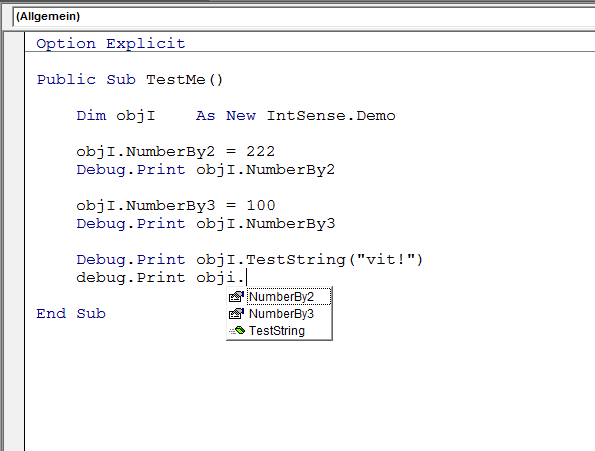 (Allgemein)
Option Explicit
Public Sub TestMe()
Dim objI    As New IntSense.Demo
objI.NumberBy2 = 222
Debug.Print objI.NumberBy2
objI.NumberBy3 = 100
Debug.Print objI.NumberBy3
Debug.Print objI.TestString("vit!")
debug.Print obji.
NumberBy2
NumberBy3
TestString
End Sub